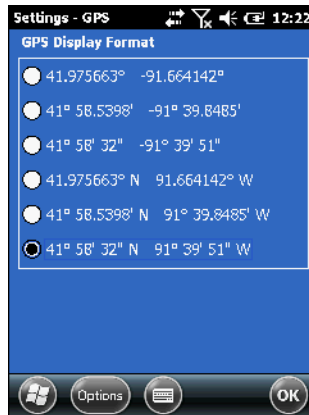 Settings - GPS 12:22
GPS Display Format
41.975663° -91.664142°
41° 58.5398' -91° 39.8485'
41° 58' 32" -91° 39' 51"
41.975663° N 91.664142° W
41° 58.5398' N 91° 39.8485' W
41° 58' 32" N 91° 39' 51" W
Options OK